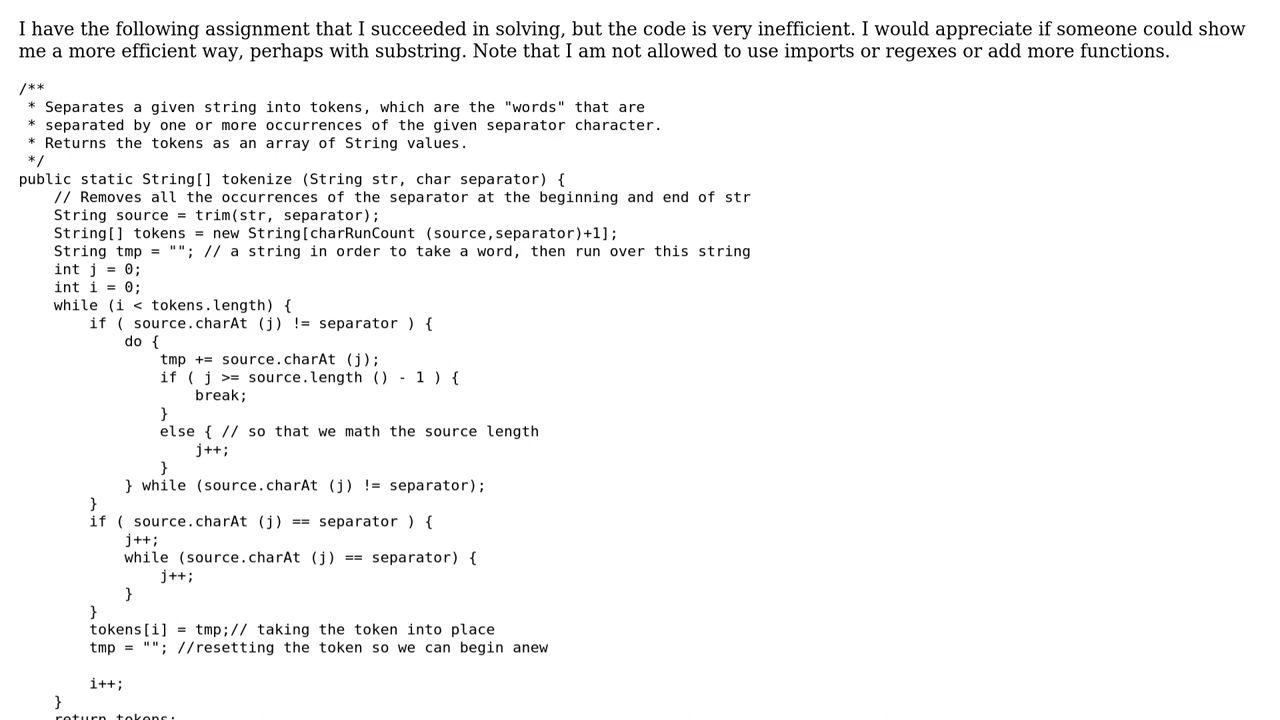 I have the following assignment that I succeeded in solving, but the code is very inefficient. I would appreciate if someone could show
me a more efficient way, perhaps with substring. Note that I am not allowed to use imports or regexes or add more functions.
/**
 * Separates a given string into tokens, which are the "words" that are
 * separated by one or more occurrences of the given separator character.
 * Returns the tokens as an array of String values.
 */
public static String[] tokenize (String str, char separator) {
    // Removes all the occurrences of the separator at the beginning and end of str
    String source = trim(str, separator);
    String[] tokens = new String[charRunCount (source,separator)+1];
    String tmp = ""; // a string in order to take a word, then run over this string
    int j = 0;
    int i = 0;
    while (i < tokens.length) {
        if ( source.charAt (j) != separator ) {
            do {
                tmp += source.charAt (j);
                if ( j >= source.length () - 1 ) {
                    break;
                }
                else { // so that we math the source length
                    j++;
                }
            } while (source.charAt (j) != separator);
        }
        if ( source.charAt (j) == separator ) {
            j++;
            while (source.charAt (j) == separator) {
                j++;
            }
        }
        tokens[i] = tmp;// taking the token into place
        tmp = ""; //resetting the token so we can begin anew
        i++;
    }
    return tokens;